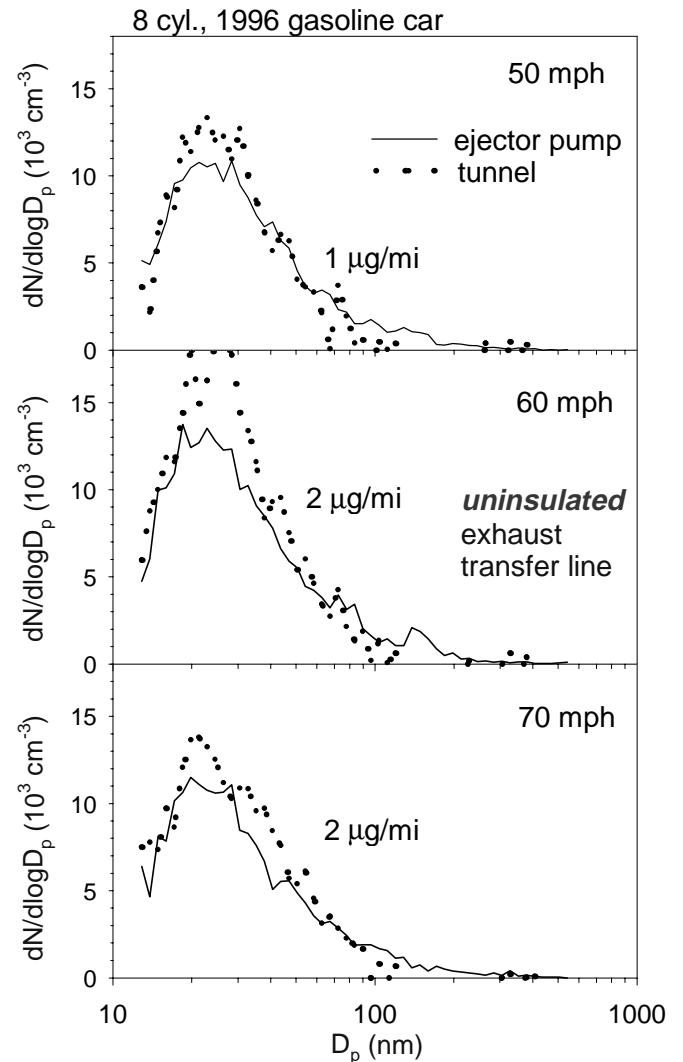 8 cyl., 1996 gasoline car
50 mph
ejector pump
tunnel
1 μg/mi
dN/dlogDp (10³ cm⁻³)
15
10
5
0
60 mph
2 μg/mi
uninsulated
exhaust
transfer line
dN/dlogDp (10³ cm⁻³)
15
10
5
0
70 mph
2 μg/mi
dN/dlogDp (10³ cm⁻³)
15
10
5
0
10 100 1000
Dp (nm)